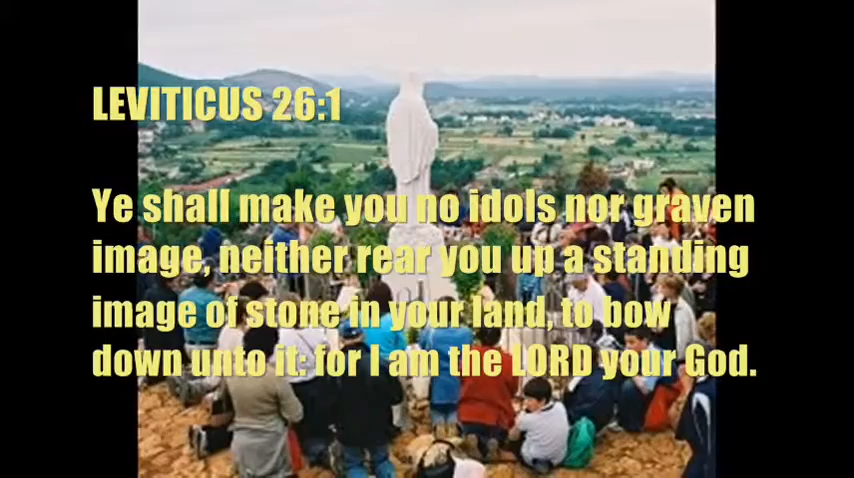 LEVITICUS 26:1
Ye shall make you no idols nor graven
image, neither rear you up a standing
image of stone in your land, to bow
down unto it: for I am the LORD your God.